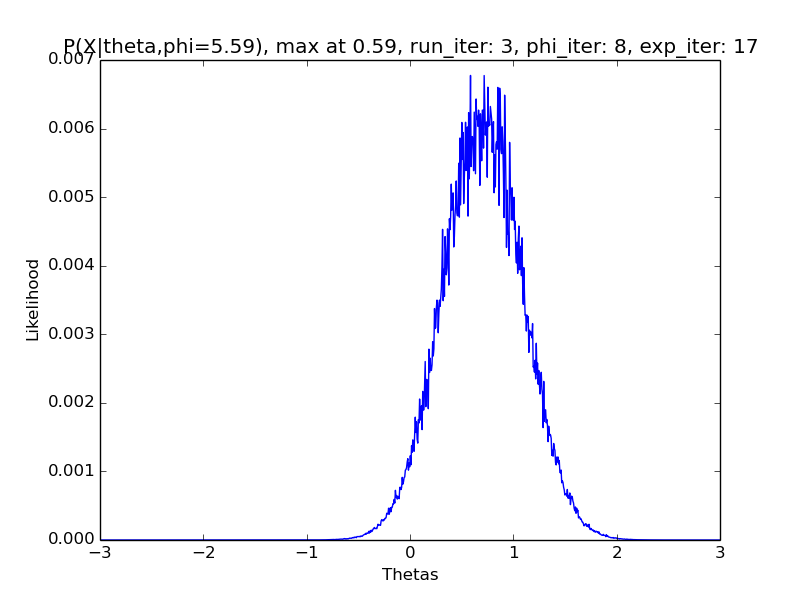 P(X|theta,phi=5.59), max at 0.59, run_iter: 3, phi_iter: 8, exp_iter: 17
0.007
0.006
0.005
0.004
0.003
0.002
0.001
0.000
Likelihood
−3 −2 −1 0 1 2 3
Thetas